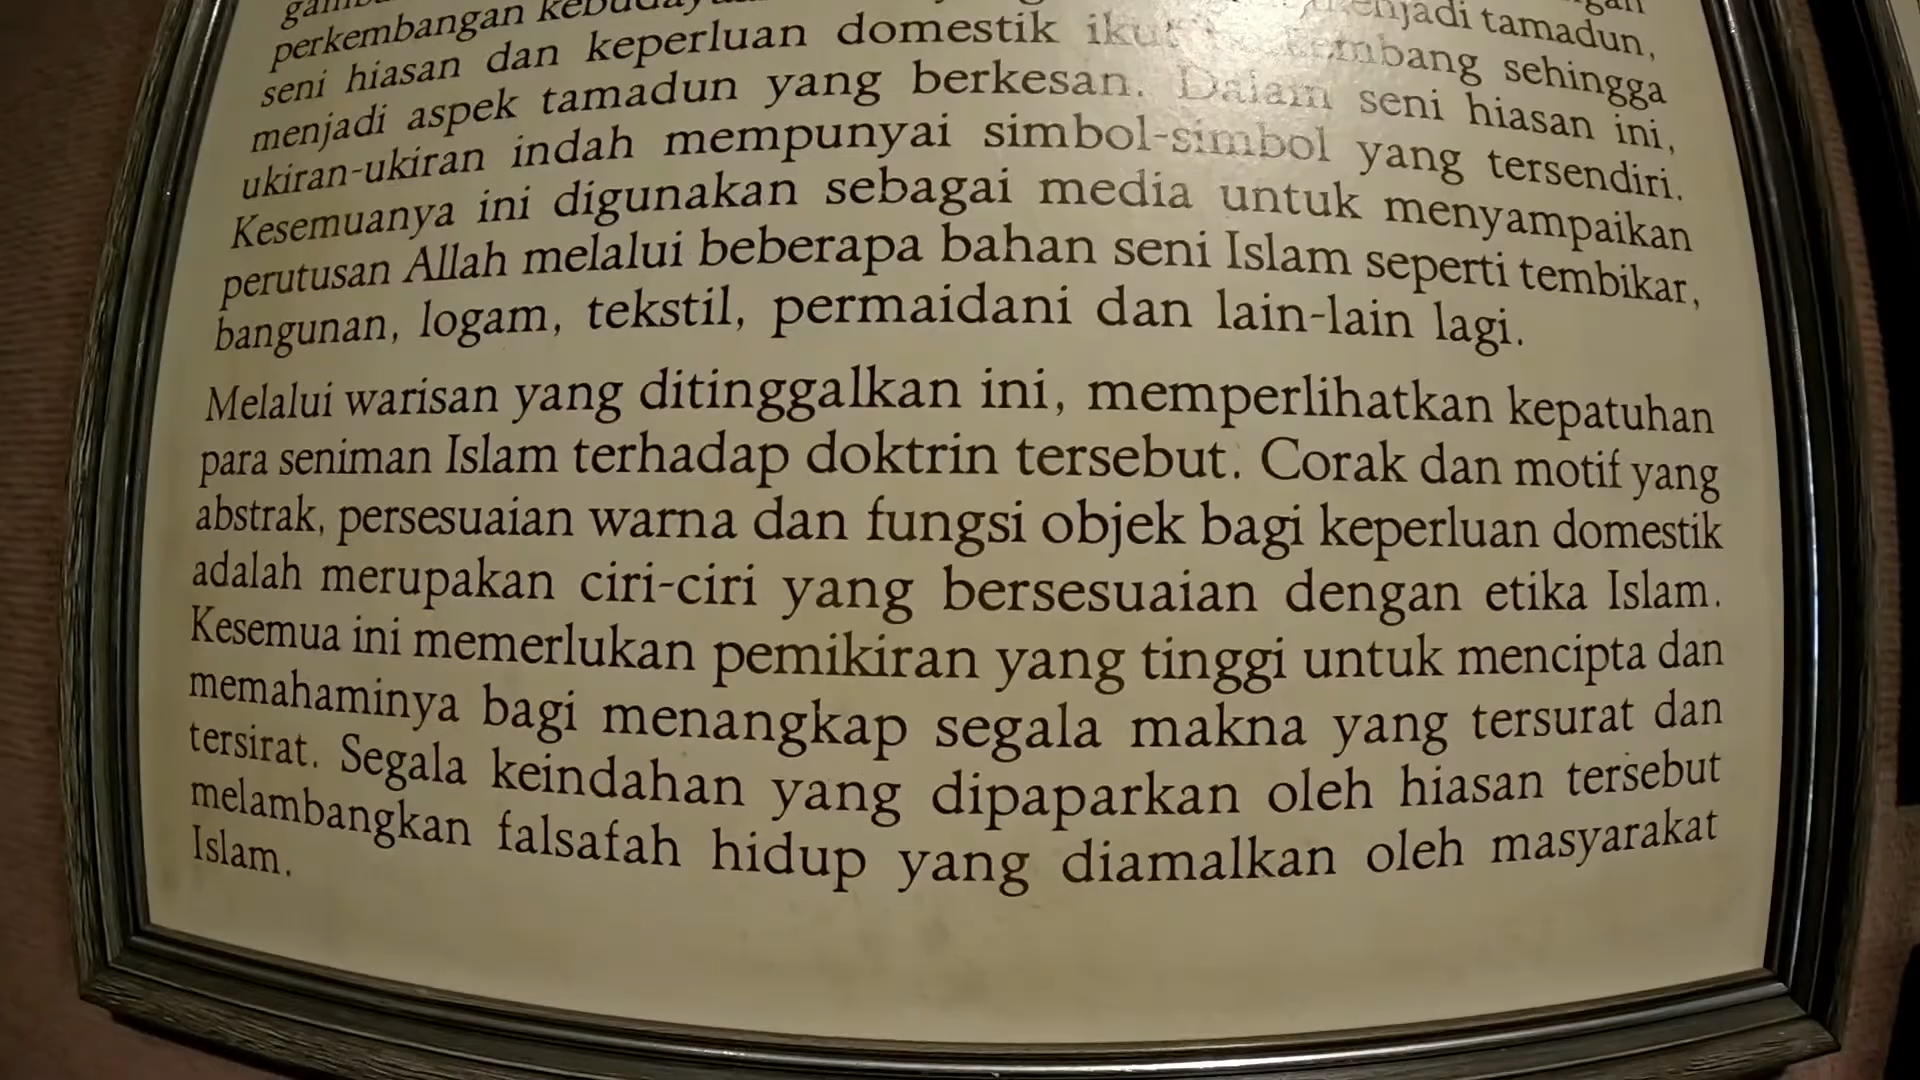 perkembangan
menjadi tamadun,
seni hiasan dan keperluan domestik ikut berkembang sehingga
menjadi aspek tamadun yang berkesan. Dalam seni hiasan ini,
ukiran-ukiran indah mempunyai simbol-simbol yang tersendiri.
Kesemuanya ini digunakan sebagai media untuk menyampaikan
perutusan Allah melalui beberapa bahan seni Islam seperti tembikar,
bangunan, logam, tekstil, permaidani dan lain-lain lagi.
Melalui warisan yang ditinggalkan ini, memperlihatkan kepatuhan
para seniman Islam terhadap doktrin tersebut. Corak dan motif yang
abstrak, persesuaian warna dan fungsi objek bagi keperluan domestik
adalah merupakan ciri-ciri yang bersesuaian dengan etika Islam.
Kesemua ini memerlukan pemikiran yang tinggi untuk mencipta dan
memahaminya bagi menangkap segala makna yang tersurat dan
tersirat. Segala keindahan yang dipaparkan oleh hiasan tersebut
melambangkan falsafah hidup yang diamalkan oleh masyarakat
Islam.